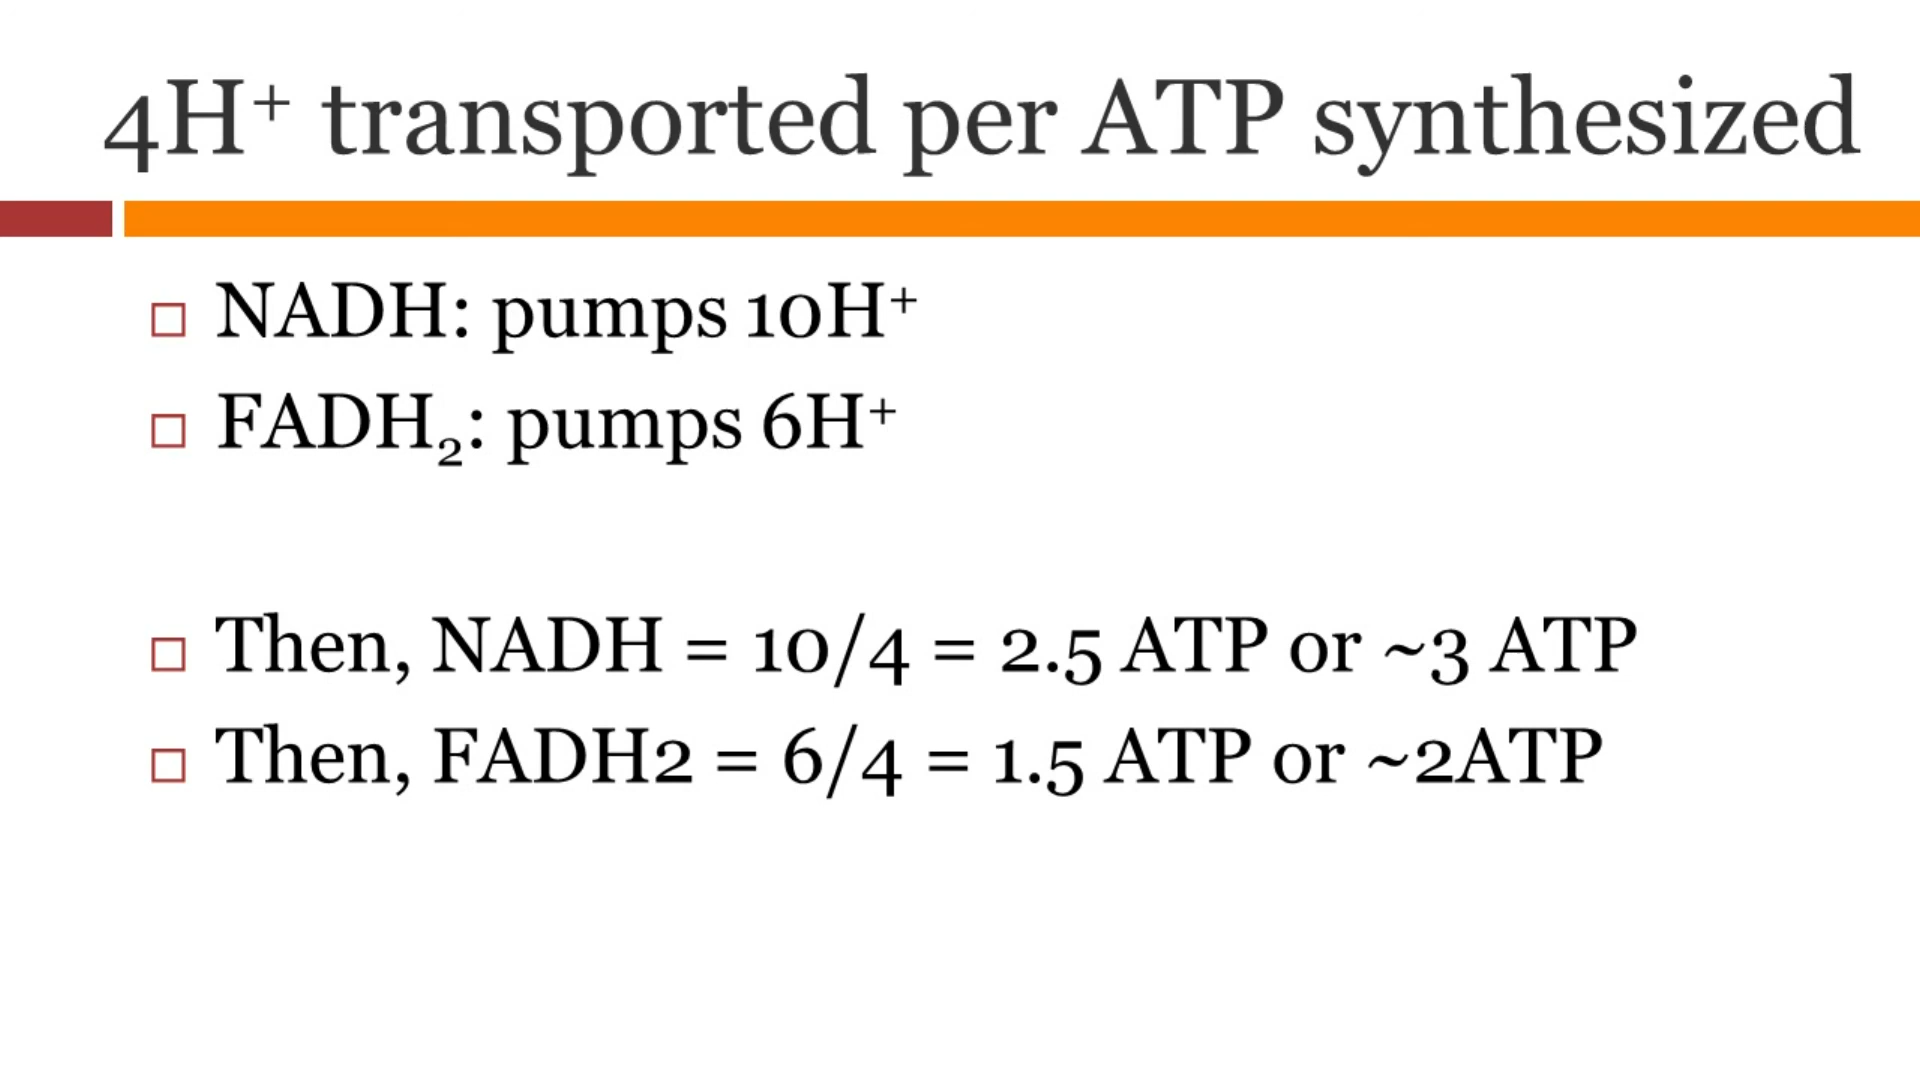 4H⁺ transported per ATP synthesized
NADH: pumps 10H⁺
FADH₂: pumps 6H⁺
Then, NADH = 10/4 = 2.5 ATP or ~3 ATP
Then, FADH2 = 6/4 = 1.5 ATP or ~2ATP